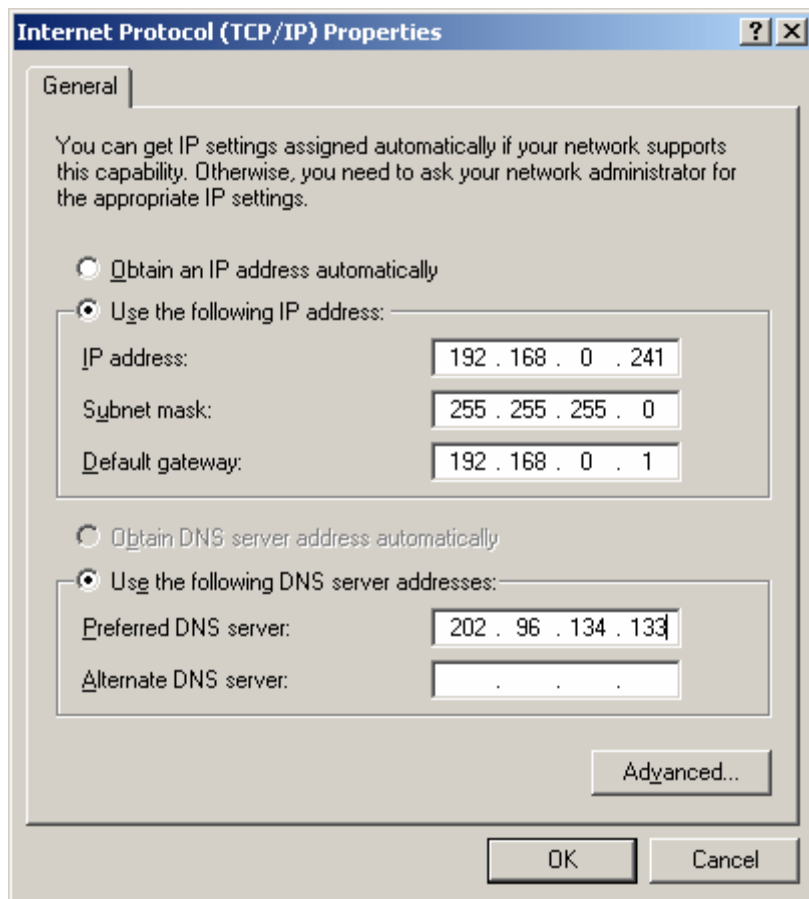 Internet Protocol (TCP/IP) Properties
General
You can get IP settings assigned automatically if your network supports
this capability. Otherwise, you need to ask your network administrator for
the appropriate IP settings.
Obtain an IP address automatically
Use the following IP address:
IP address: 192 . 168 . 0 . 241
Subnet mask: 255 . 255 . 255 . 0
Default gateway: 192 . 168 . 0 . 1
Obtain DNS server address automatically
Use the following DNS server addresses:
Preferred DNS server: 202 . 96 . 134 . 133
Alternate DNS server: . . .
Advanced...
OK Cancel